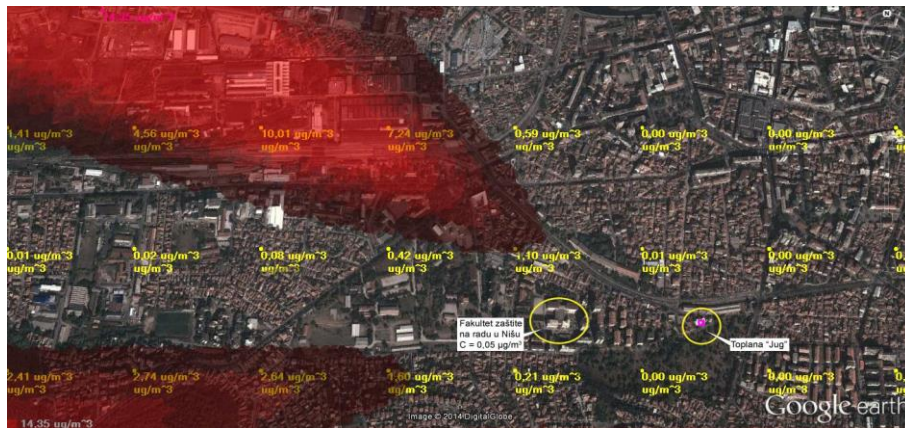 1,41 ug/m^3 4,56 ug/m^3 10,01 ug/m^3 7,24 ug/m^3 0,59 ug/m^3 0,00 ug/m^3 0,00 ug/m^3
ug/m^3 ug/m^3 ug/m^3 ug/m^3 ug/m^3 ug/m^3 ug/m^3
0,01 ug/m^3 0,02 ug/m^3 0,08 ug/m^3 0,42 ug/m^3 1,10 ug/m^3 0,01 ug/m^3 0,00 ug/m^3
ug/m^3 ug/m^3 ug/m^3 ug/m^3 ug/m^3 ug/m^3 ug/m^3
Fakultet zaštite
na radu u Nišu
C = 0,05 µg/m³
Toplana "Jug"
2,41 ug/m^3 2,74 ug/m^3 2,64 ug/m^3 1,60 ug/m^3 0,21 ug/m^3 0,00 ug/m^3 0,00 ug/m^3
ug/m^3 ug/m^3 ug/m^3 ug/m^3 ug/m^3 ug/m^3 ug/m^3
14,35 ug/m^3
Image © 2014 DigitalGlobe
Google earth